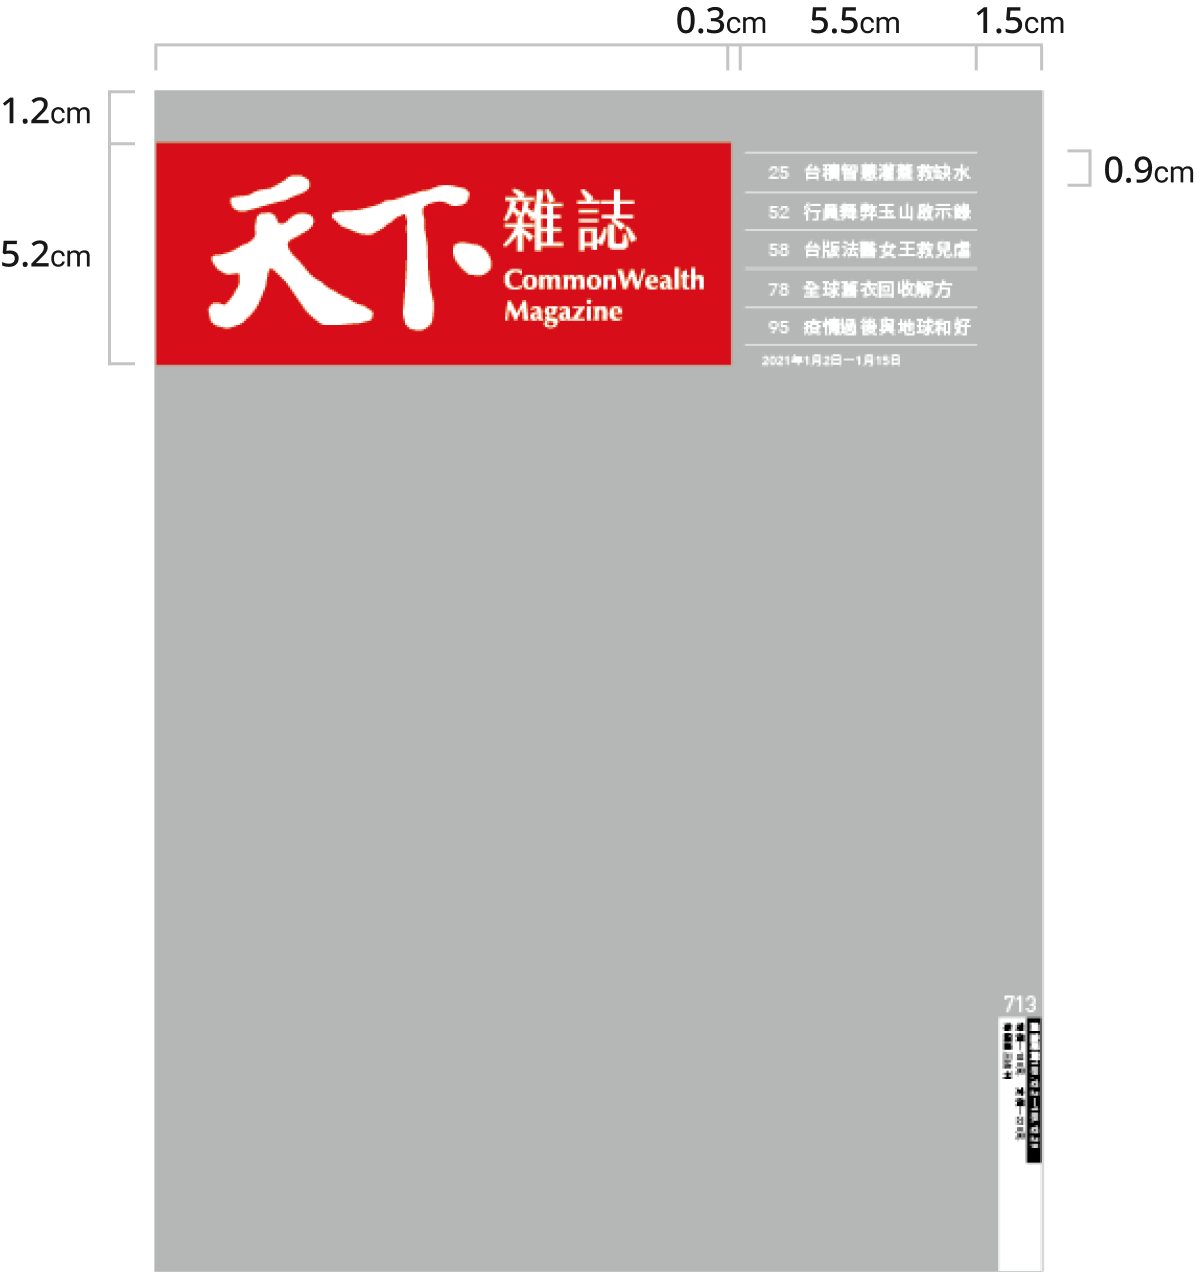 0.3cm 5.5cm 1.5cm
1.2cm
5.2cm
0.9cm
天下 雜誌
CommonWealth
Magazine
25 台積智慧灌薑救缺水
52 行員舞弊玉山啟示錄
58 台版法醫女王救兒虐
78 全球舊衣回收解方
95 疫情過後與地球和好
2021年1月2日－1月15日
713